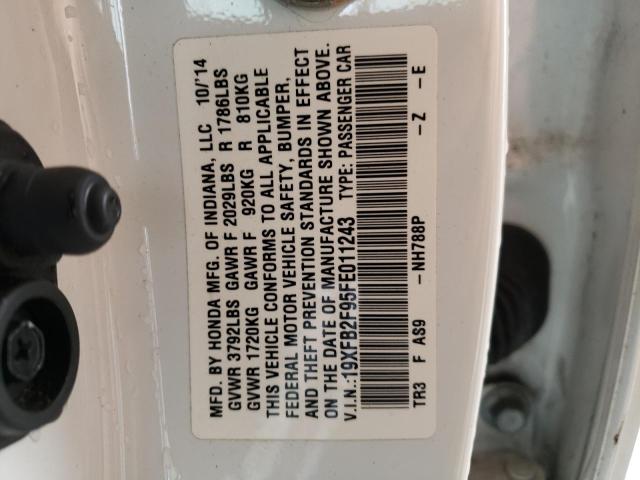 MFD. BY HONDA MFG. OF INDIANA, LLC 10/'14
GVWR 3792LBS GAWR F 2029LBS R 1786LBS
GVWR 1720KG GAWR F 920KG R 810KG
THIS VEHICLE CONFORMS TO ALL APPLICABLE
FEDERAL MOTOR VEHICLE SAFETY, BUMPER,
AND THEFT PREVENTION STANDARDS IN EFFECT
ON THE DATE OF MANUFACTURE SHOWN ABOVE.
V.I.N.:19XFB2F95FE011243 TYPE: PASSENGER CAR
TR3 F AS9 -NH788P -Z -E